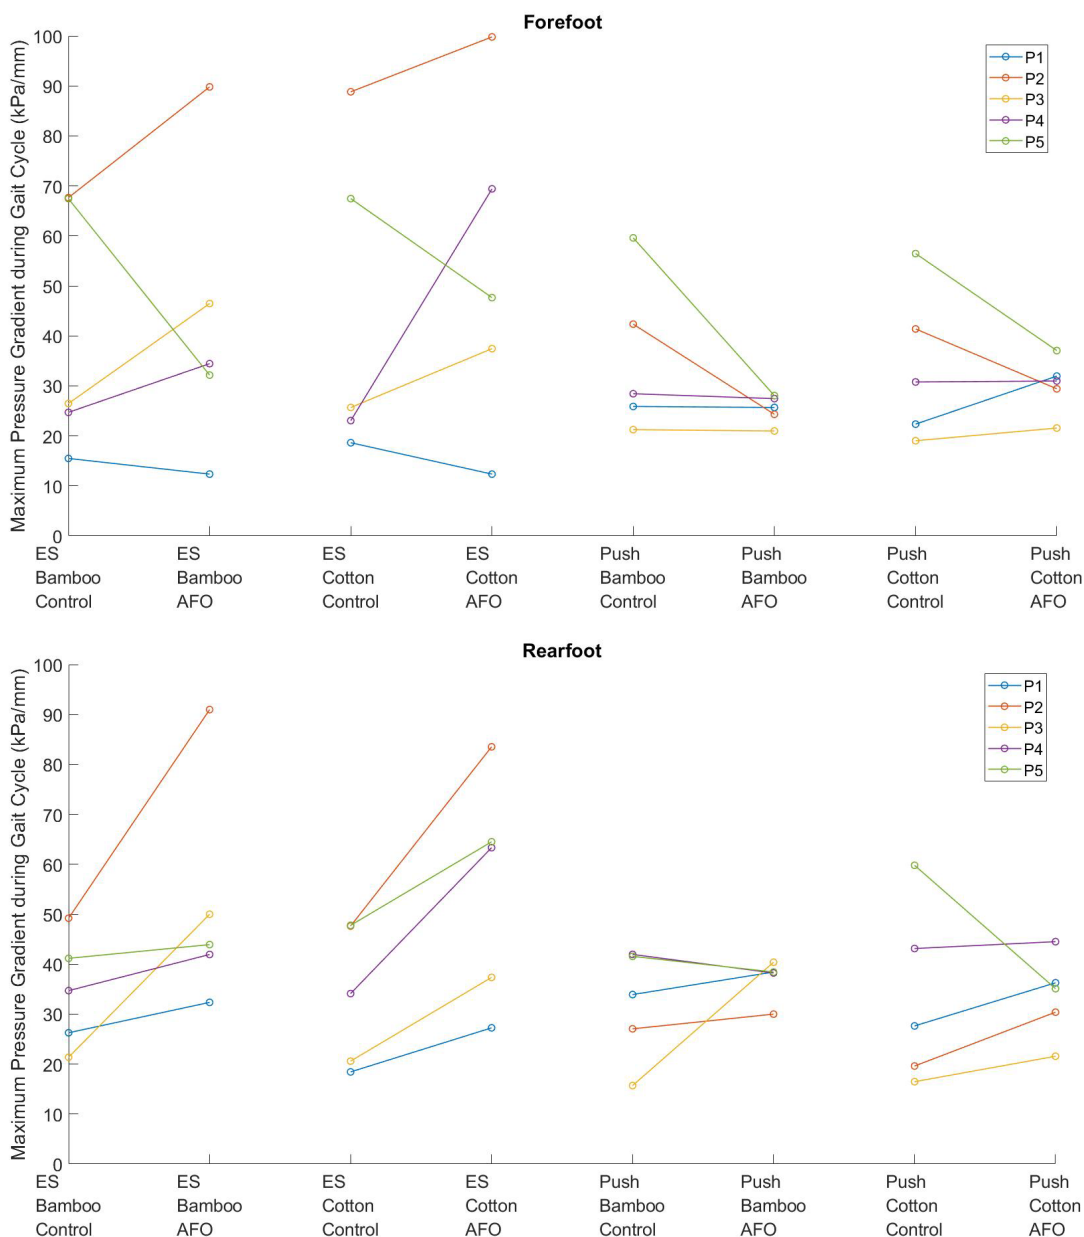 Forefoot
Maximum Pressure Gradient during Gait Cycle (kPa/mm)
100
90
80
70
60
50
40
30
20
10
0
P1
P2
P3
P4
P5
ES Bamboo Control
ES Bamboo AFO
ES Cotton Control
ES Cotton AFO
Push Bamboo Control
Push Bamboo AFO
Push Cotton Control
Push Cotton AFO
Rearfoot
Maximum Pressure Gradient during Gait Cycle (kPa/mm)
100
90
80
70
60
50
40
30
20
10
0
P1
P2
P3
P4
P5
ES Bamboo Control
ES Bamboo AFO
ES Cotton Control
ES Cotton AFO
Push Bamboo Control
Push Bamboo AFO
Push Cotton Control
Push Cotton AFO